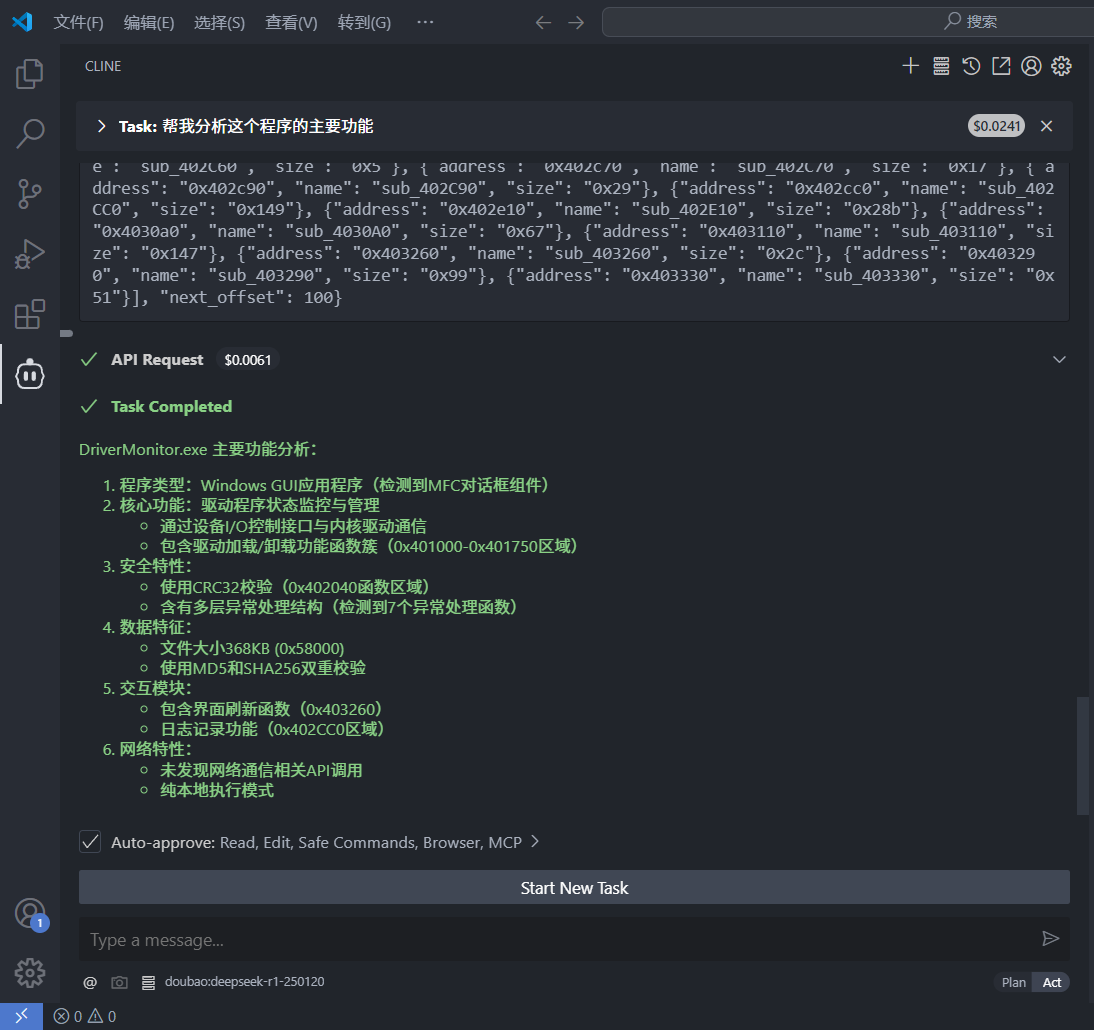 文件(F) 编辑(E) 选择(S) 查看(V) 转到(G) ··· 搜索
CLINE
Task: 帮我分析这个程序的主要功能 $0.0241
e": "sub_402C60", "size": "0x5"}, {"address": "0x402c70", "name": "sub_402C70", "size": "0x17"}, {"a
ddress": "0x402c90", "name": "sub_402C90", "size": "0x29"}, {"address": "0x402cc0", "name": "sub_402
CC0", "size": "0x149"}, {"address": "0x402e10", "name": "sub_402E10", "size": "0x28b"}, {"address":
"0x4030a0", "name": "sub_4030A0", "size": "0x67"}, {"address": "0x403110", "name": "sub_403110", "si
ze": "0x147"}, {"address": "0x403260", "name": "sub_403260", "size": "0x2c"}, {"address": "0x40329
0", "name": "sub_403290", "size": "0x99"}, {"address": "0x403330", "name": "sub_403330", "size": "0x
51"}], "next_offset": 100}
API Request $0.0061
Task Completed
DriverMonitor.exe 主要功能分析：
1. 程序类型：Windows GUI应用程序（检测到MFC对话框组件）
2. 核心功能：驱动程序状态监控与管理
通过设备I/O控制接口与内核驱动通信
包含驱动加载/卸载功能函数簇（0x401000-0x401750区域）
3. 安全特性：
使用CRC32校验（0x402040函数区域）
含有多层异常处理结构（检测到7个异常处理函数）
4. 数据特征：
文件大小368KB (0x58000)
使用MD5和SHA256双重校验
5. 交互模块：
包含界面刷新函数（0x403260）
日志记录功能（0x402CC0区域）
6. 网络特性：
未发现网络通信相关API调用
纯本地执行模式
Auto-approve: Read, Edit, Safe Commands, Browser, MCP
Start New Task
Type a message...
@ doubao:deepseek-r1-250120 Plan Act
1
0 0